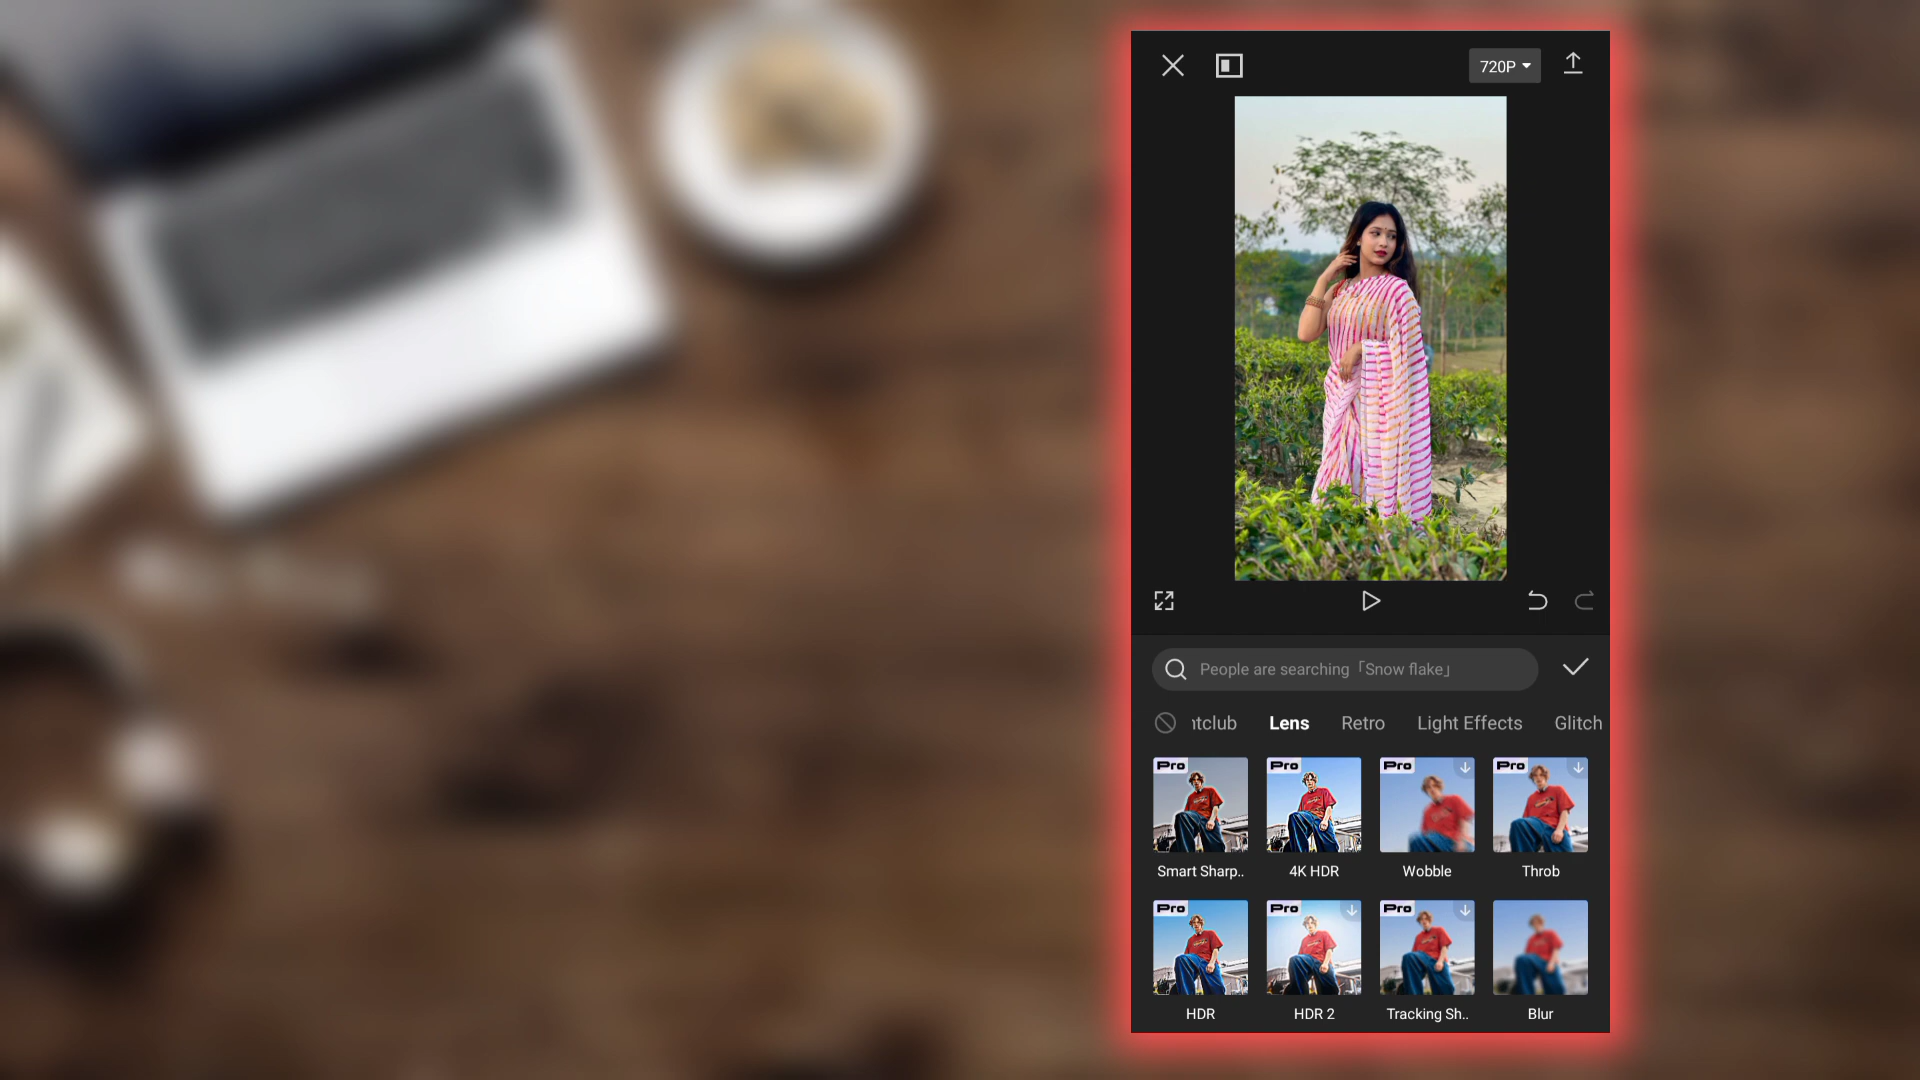 720P
People are searching「Snow flake」
ntclub Lens Retro Light Effects Glitch
Pro Pro Pro Pro
Smart Sharp.. 4K HDR Wobble Throb
Pro Pro Pro
HDR HDR 2 Tracking Sh.. Blur